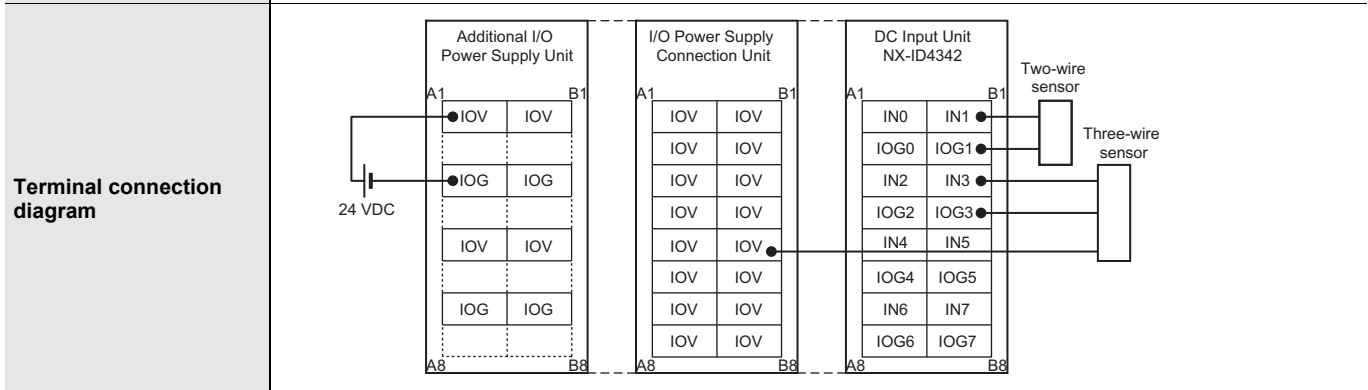 Terminal connection
diagram
Additional I/O
Power Supply Unit
A1 B1
IOV IOV
IOG IOG
IOV IOV
IOG IOG
A8 B8
24 VDC
I/O Power Supply
Connection Unit
A1 B1
IOV IOV
IOV IOV
IOV IOV
IOV IOV
IOV IOV
IOV IOV
IOV IOV
IOV IOV
A8 B8
DC Input Unit
NX-ID4342
A1 B1
IN0 IN1
IOG0 IOG1
IN2 IN3
IOG2 IOG3
IN4 IN5
IOG4 IOG5
IN6 IN7
IOG6 IOG7
A8 B8
Two-wire
sensor
Three-wire
sensor